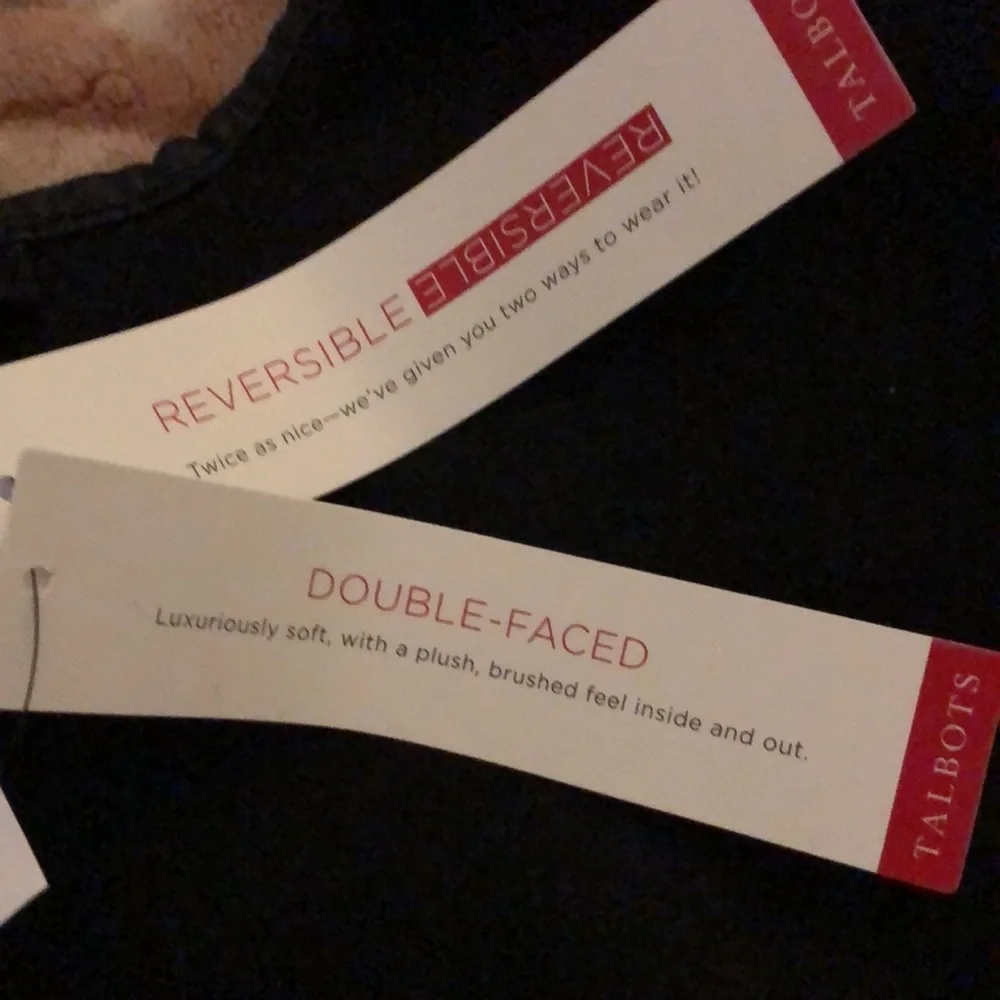 TALBO
REVERSIBLE REVERSIBLE
Twice as nice—we've given you two ways to wear it!
DOUBLE-FACED
Luxuriously soft, with a plush, brushed feel inside and out.
TALBOTS